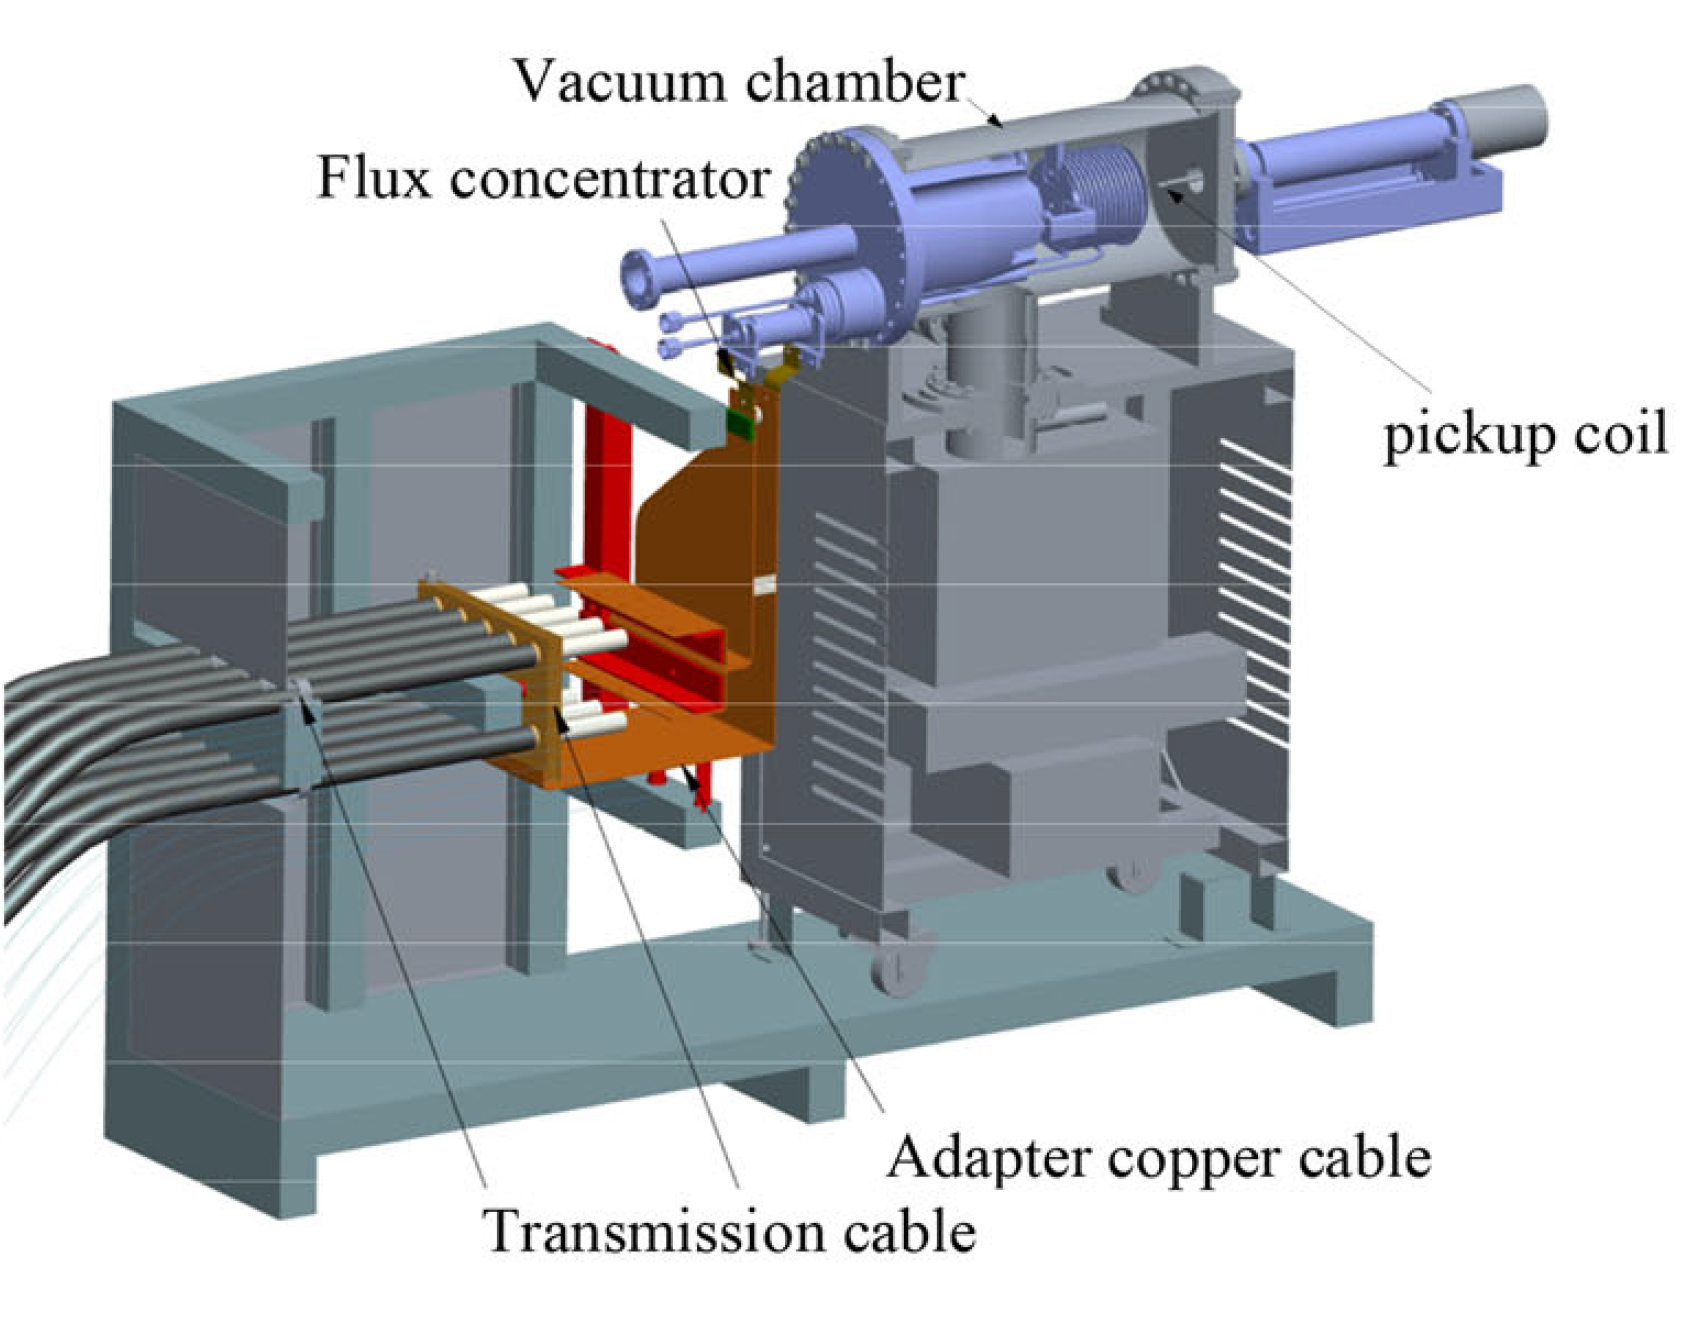 Vacuum chamber
Flux concentrator
pickup coil
Adapter copper cable
Transmission cable